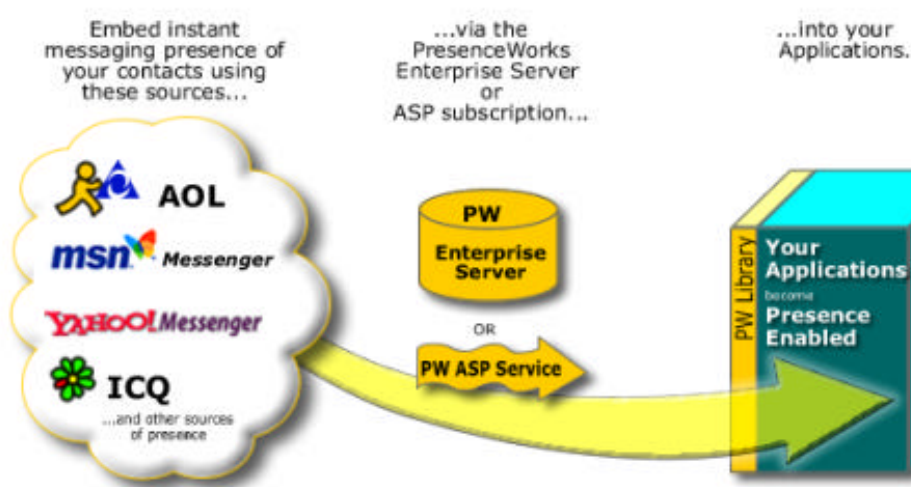 Embed instant
messaging presence of
your contacts using
these sources...
...via the
PresenceWorks
Enterprise Server
or
ASP subscription...
...into your
Applications.
AOL
msn Messenger
YAHOO! Messenger
ICQ
...and other sources
of presence
PW
Enterprise
Server
OR
PW ASP Service
PW Library
Your
Applications
become
Presence
Enabled